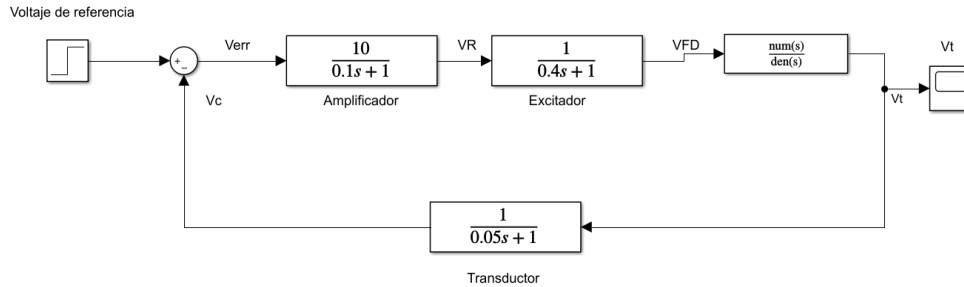 Voltaje de referencia
Verr
10
0.1s + 1
Amplificador
VR
1
0.4s + 1
Excitador
VFD
num(s)
den(s)
Vt
Vt
+
−
Vc
1
0.05s + 1
Transductor